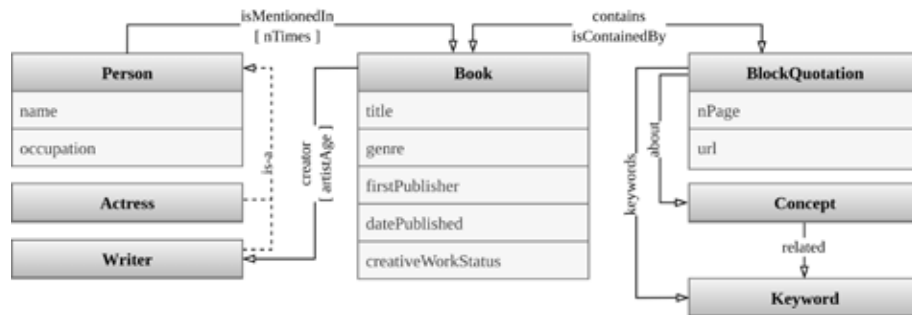 isMentionedIn
[ nTimes ]
contains
isContainedBy
Person
name
occupation
Actress
Writer
is-a
creator
[ artistAge ]
Book
title
genre
firstPublisher
datePublished
creativeWorkStatus
keywords
about
BlockQuotation
nPage
url
Concept
related
Keyword